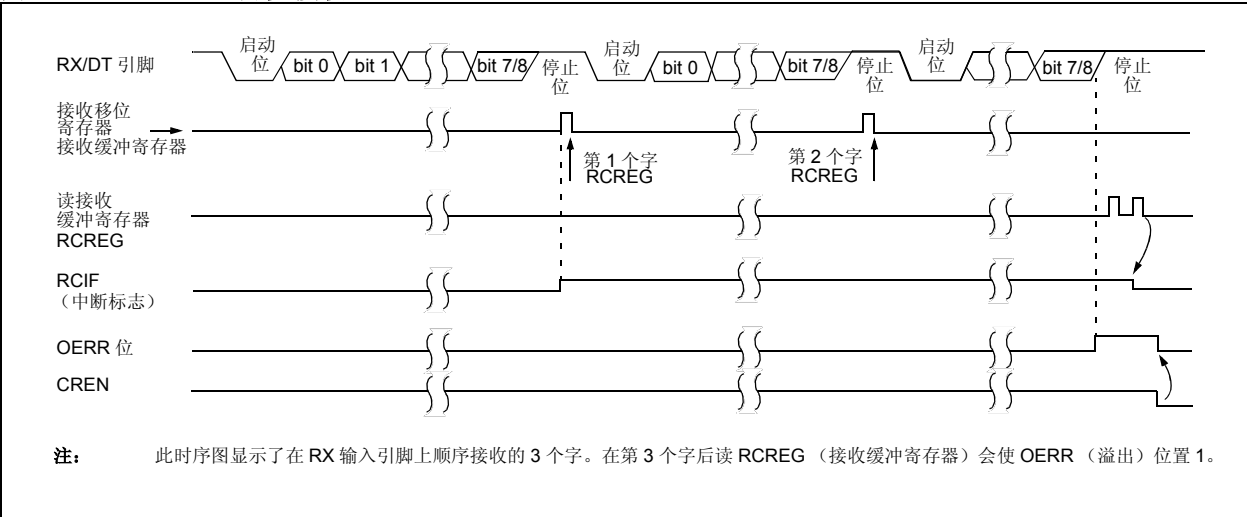 RX/DT 引脚
启动
位
bit 0
bit 1
bit 7/8
停止
位
启动
位
bit 0
bit 7/8
停止
位
启动
位
bit 7/8
停止
位
接收移位
寄存器
接收缓冲寄存器
第 1 个字
RCREG
第 2 个字
RCREG
读接收
缓冲寄存器
RCREG
RCIF
（中断标志）
OERR 位
CREN
注： 此时序图显示了在 RX 输入引脚上顺序接收的 3 个字。在第 3 个字后读 RCREG （接收缓冲寄存器）会使 OERR （溢出）位置 1。